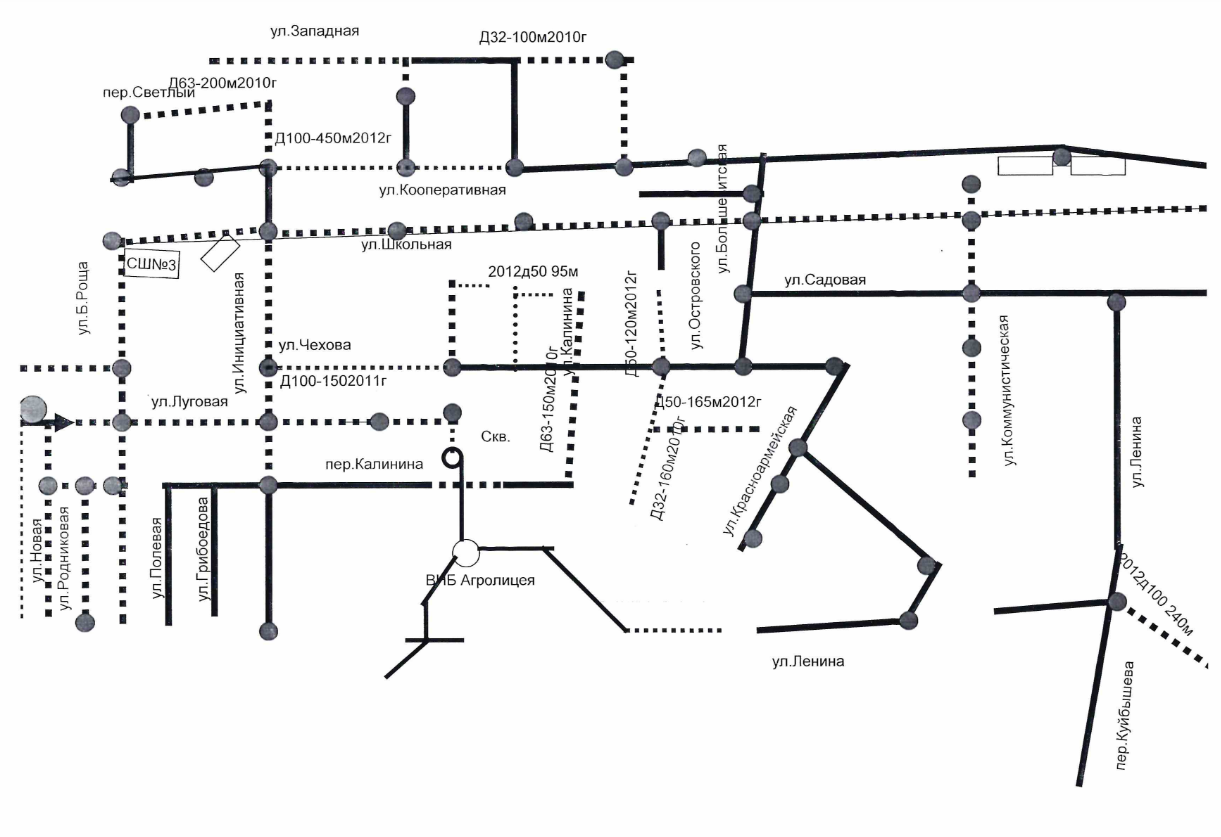 ул.Западная
Д32-100м2010г
Д63-200м2010г
пер.Светлый
Д100-450м2012г
ул.Кооперативная
ул.Большевитская
ул.Школьная
СШ№3
ул.Б.Роща
ул.Инициативная
2012д50 95м
ул.Калинина
Д50-120м2012г
ул.Островского
ул.Садовая
ул.Чехова
Д100-1502011г
Д63-150м2010г
ул.Луговая
Д50-165м2012г
Д32-160м2010г
Скв.
пер.Калинина
ул.Красноармейская
ул.Коммунистическая
ул.Ленина
ул.Новая
ул.Родниковая
ул.Полевая
ул.Грибоедова
ВНБ Агролицея
2012д100 240м
ул.Ленина
пер.Куйбышева